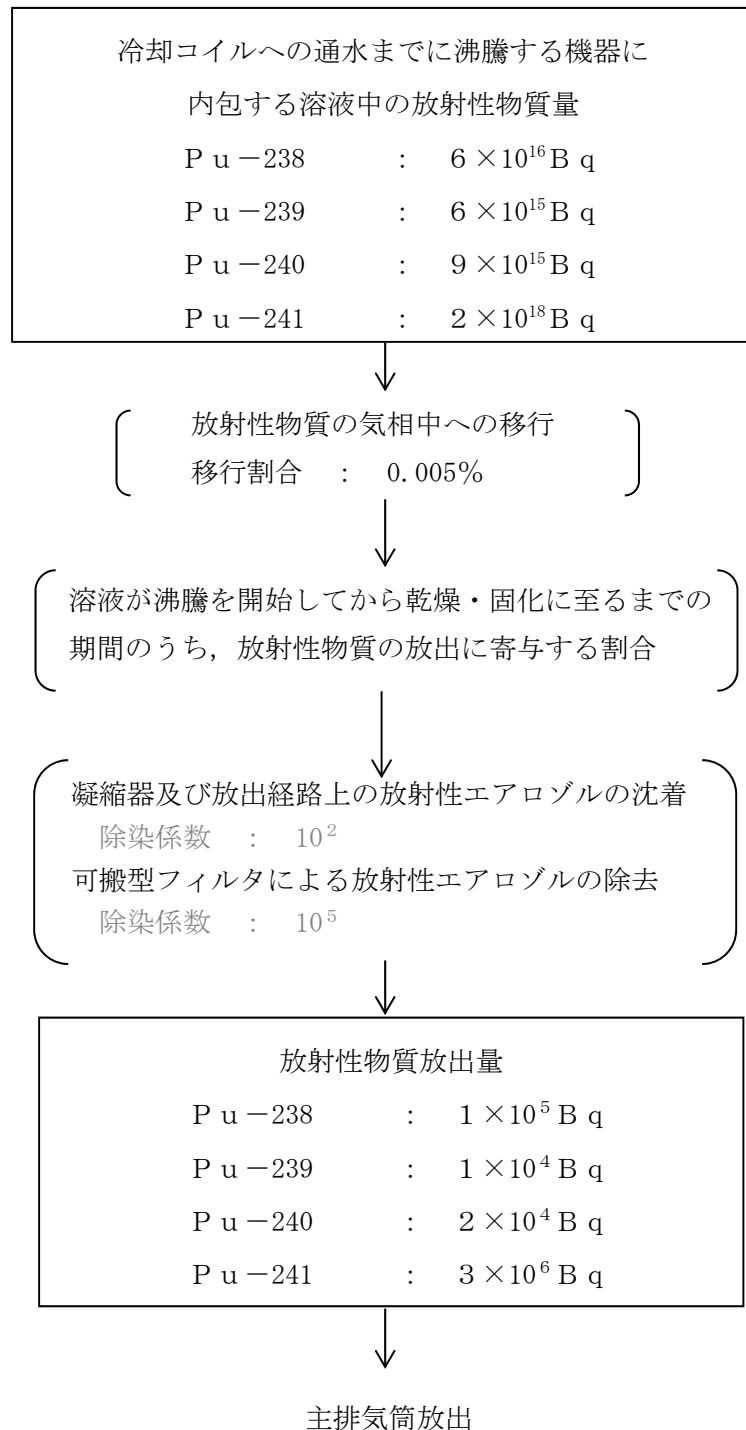 冷却コイルへの通水までに沸騰する機器に
内包する溶液中の放射性物質量
Ｐｕ－238 ： ６×10¹⁶Ｂｑ
Ｐｕ－239 ： ６×10¹⁵Ｂｑ
Ｐｕ－240 ： ９×10¹⁵Ｂｑ
Ｐｕ－241 ： ２×10¹⁸Ｂｑ
放射性物質の気相中への移行
移行割合 ： 0.005％
溶液が沸騰を開始してから乾燥・固化に至るまでの
期間のうち，放射性物質の放出に寄与する割合
凝縮器及び放出経路上の放射性エアロゾルの沈着
除染係数 ： 10²
可搬型フィルタによる放射性エアロゾルの除去
除染係数 ： 10⁵
放射性物質放出量
Ｐｕ－238 ： １×10⁵Ｂｑ
Ｐｕ－239 ： １×10⁴Ｂｑ
Ｐｕ－240 ： ２×10⁴Ｂｑ
Ｐｕ－241 ： ３×10⁶Ｂｑ
主排気筒放出